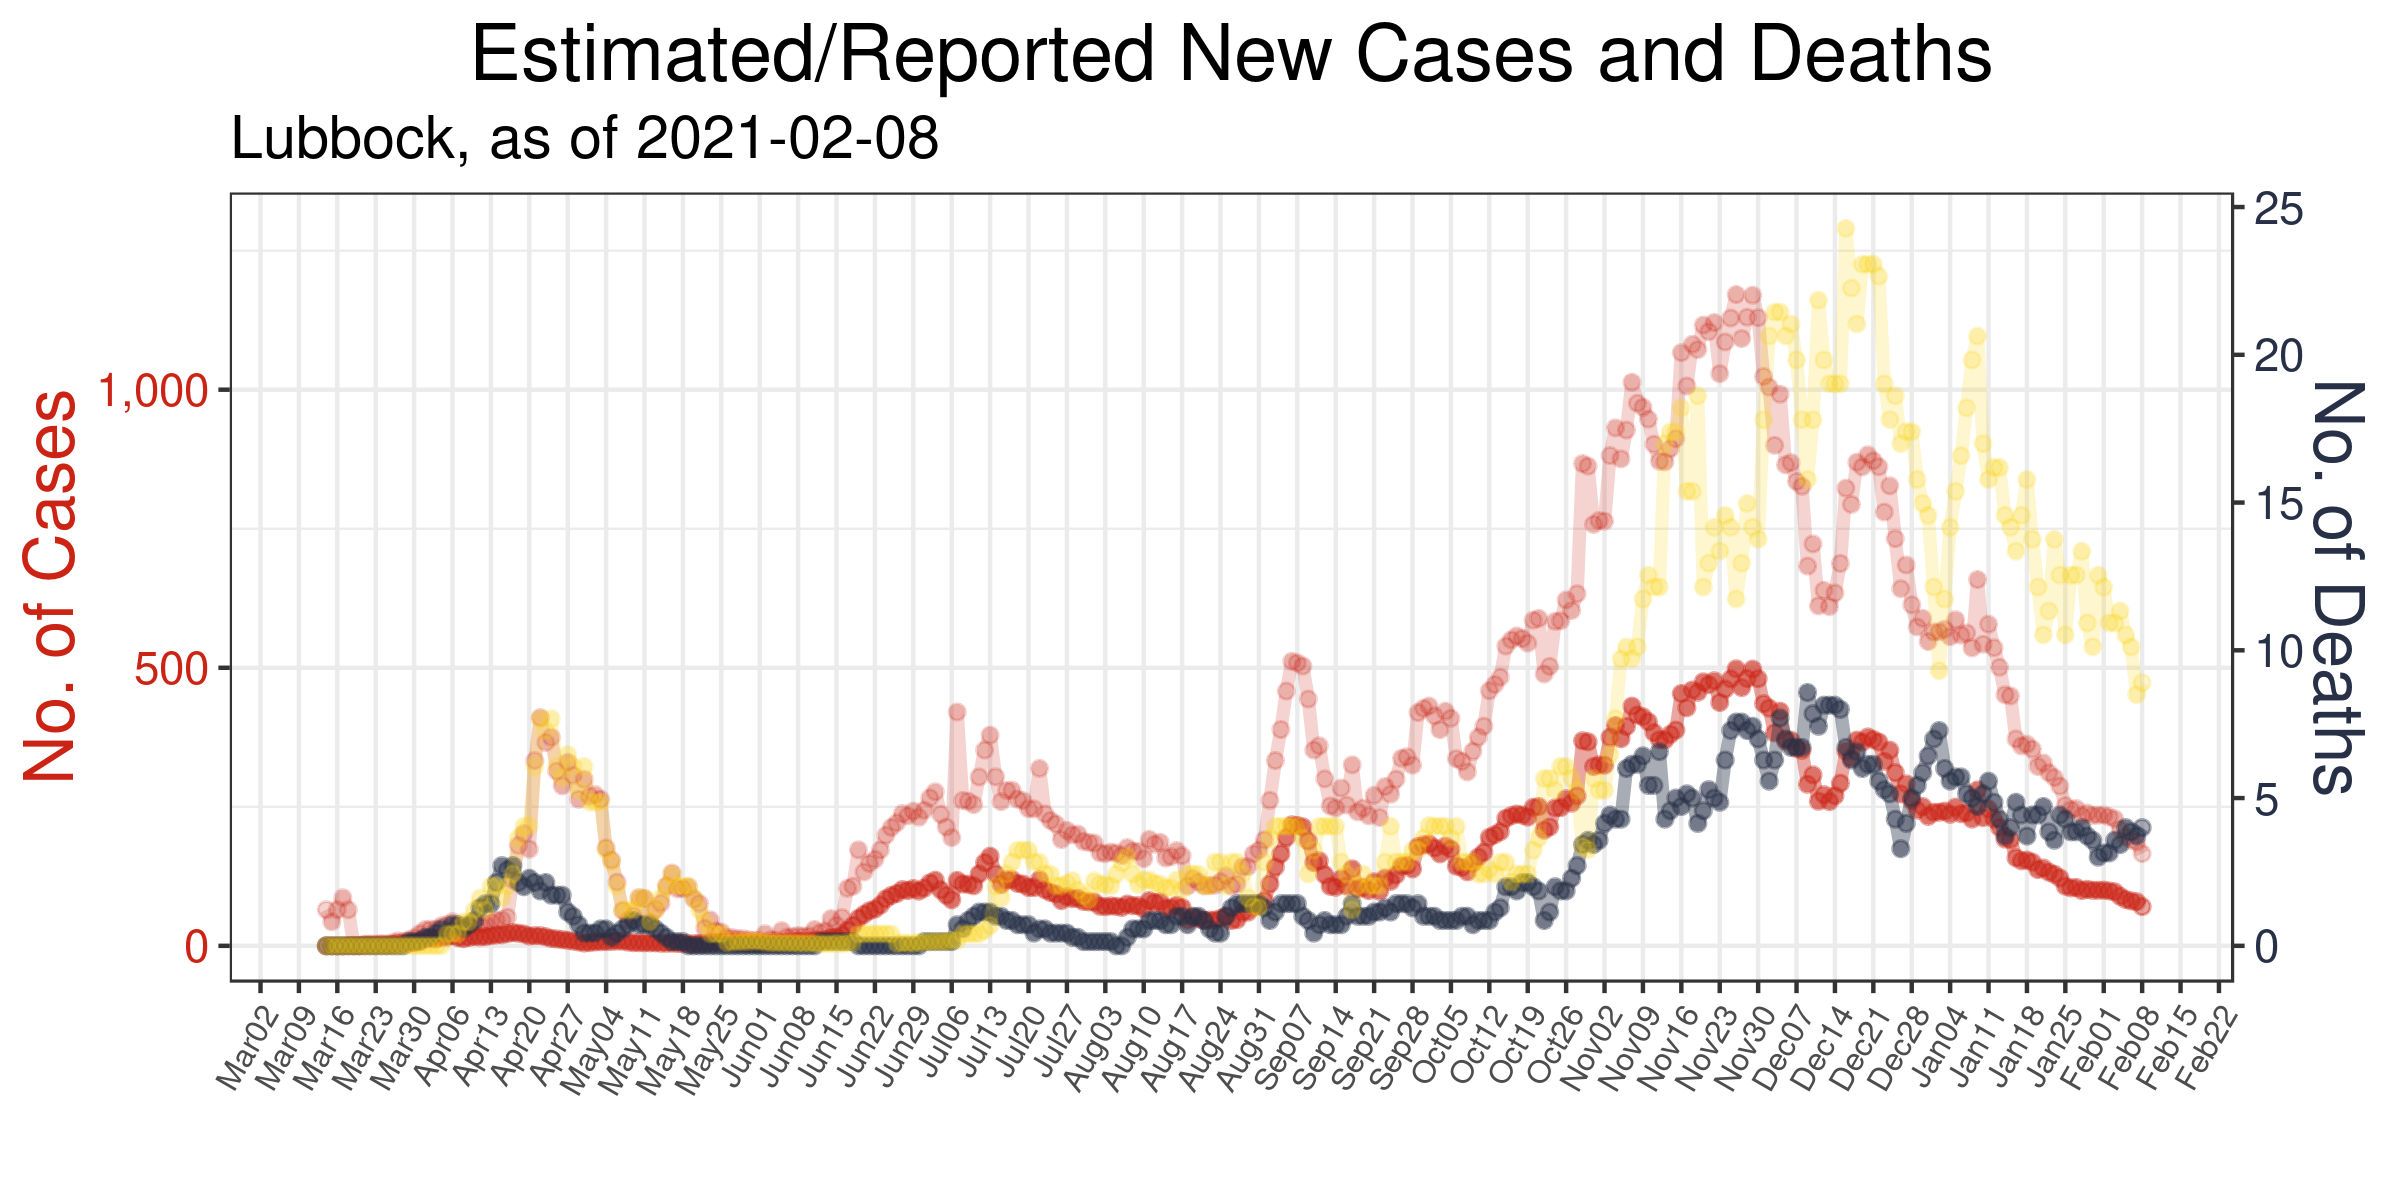 Estimated/Reported New Cases and Deaths
Lubbock, as of 2021-02-08
No. of Cases
1,000
500
0
25
20
15
10
5
0
No. of Deaths
Mar02
Mar09
Mar16
Mar23
Mar30
Apr06
Apr13
Apr20
Apr27
May04
May11
May18
May25
Jun01
Jun08
Jun15
Jun22
Jun29
Jul06
Jul13
Jul20
Jul27
Aug03
Aug10
Aug17
Aug24
Aug31
Sep07
Sep14
Sep21
Sep28
Oct05
Oct12
Oct19
Oct26
Nov02
Nov09
Nov16
Nov23
Nov30
Dec07
Dec14
Dec21
Dec28
Jan04
Jan11
Jan18
Jan25
Feb01
Feb08
Feb15
Feb22